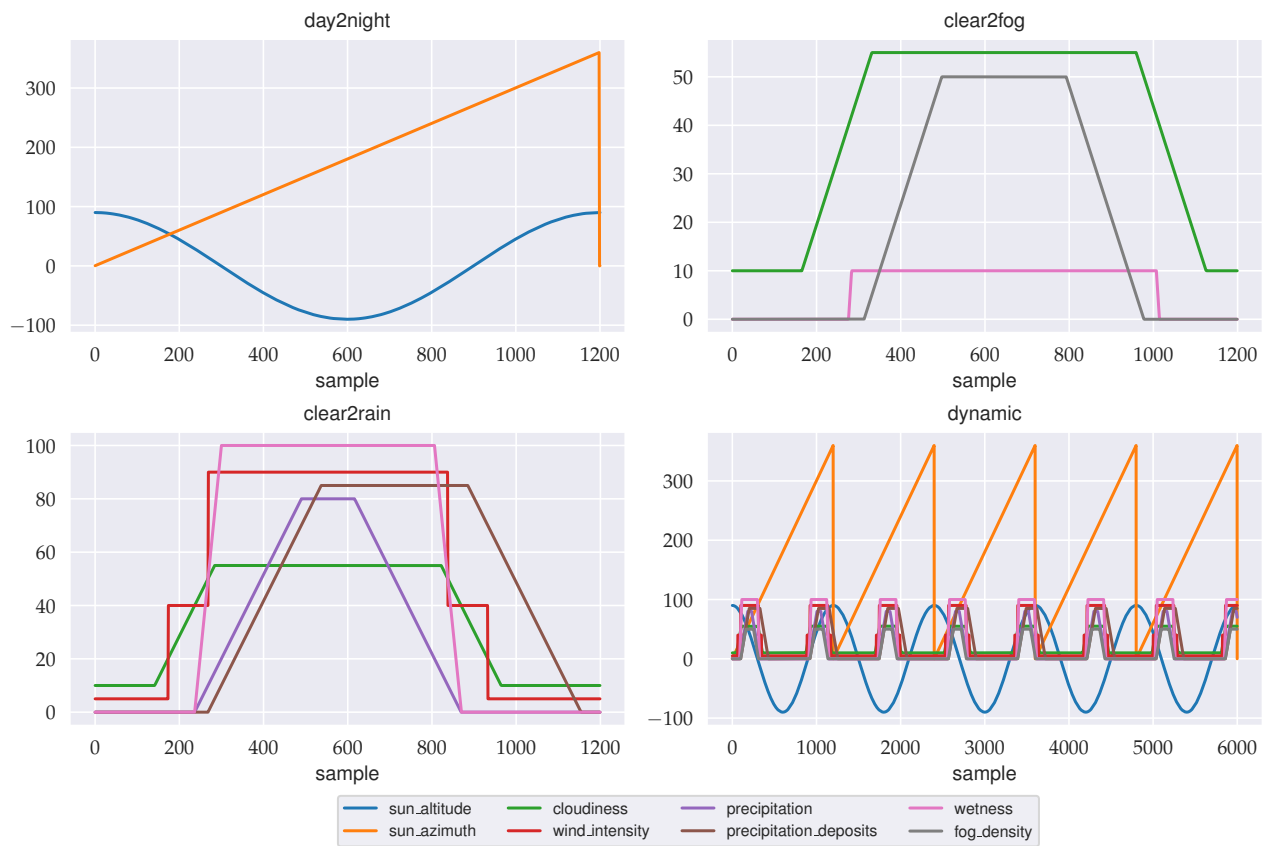 day2night
300
200
100
0
−100
0 200 400 600 800 1000 1200
sample
clear2fog
50
40
30
20
10
0
0 200 400 600 800 1000 1200
sample
clear2rain
100
80
60
40
20
0
0 200 400 600 800 1000 1200
sample
dynamic
300
200
100
0
−100
0 1000 2000 3000 4000 5000 6000
sample
sun_altitude cloudiness precipitation wetness
sun_azimuth wind_intensity precipitation_deposits fog_density